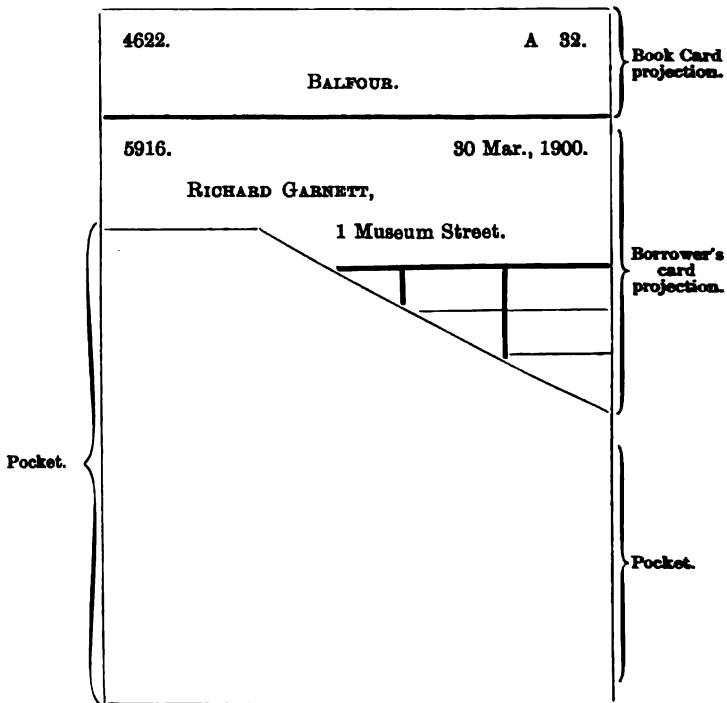 4622. A 32.
Book Card
projection.
BALFOUR.
5916. 30 Mar., 1900.
RICHARD GARNETT,
1 Museum Street.
Borrower's
card
projection.
Pocket.
Pocket.